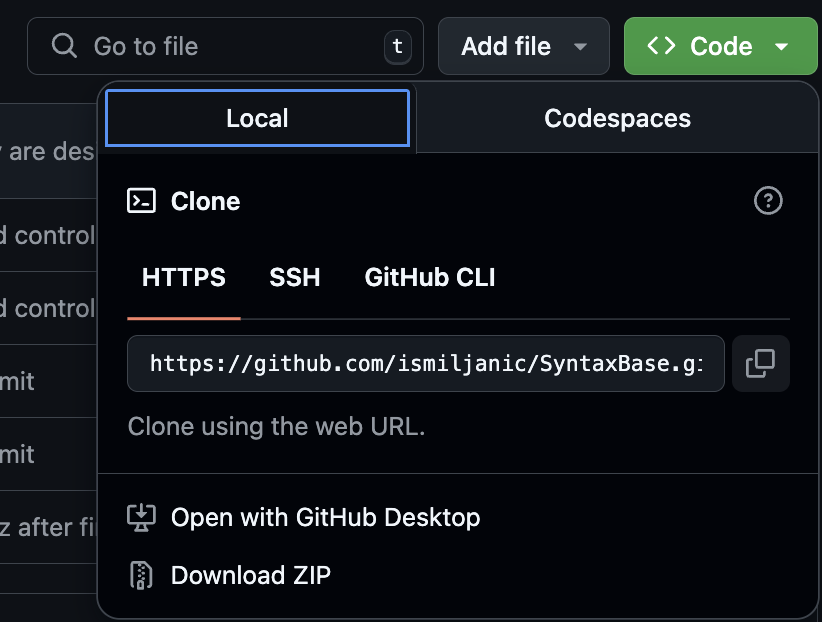 Go to file
t
Add file
Code
Local
Codespaces
are des
Clone
control
HTTPS
SSH
GitHub CLI
control
https://github.com/ismiljanic/SyntaxBase.gi
mit
Clone using the web URL.
mit
Open with GitHub Desktop
z after fi
Download ZIP